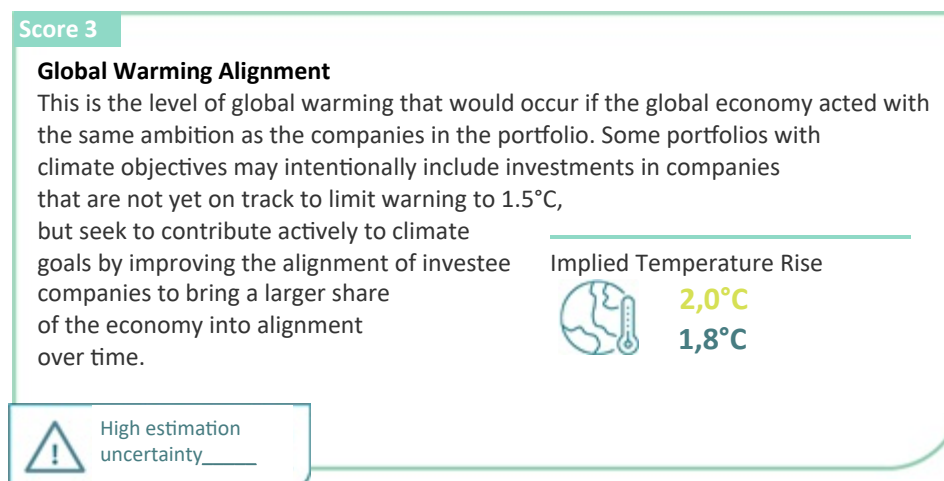 Score 3
Global Warming Alignment
This is the level of global warming that would occur if the global economy acted with
the same ambition as the companies in the portfolio. Some portfolios with
climate objectives may intentionally include investments in companies
that are not yet on track to limit warning to 1.5°C,
but seek to contribute actively to climate
goals by improving the alignment of investee
companies to bring a larger share
of the economy into alignment
over time.
Implied Temperature Rise
2,0°C
1,8°C
High estimation
uncertainty_____